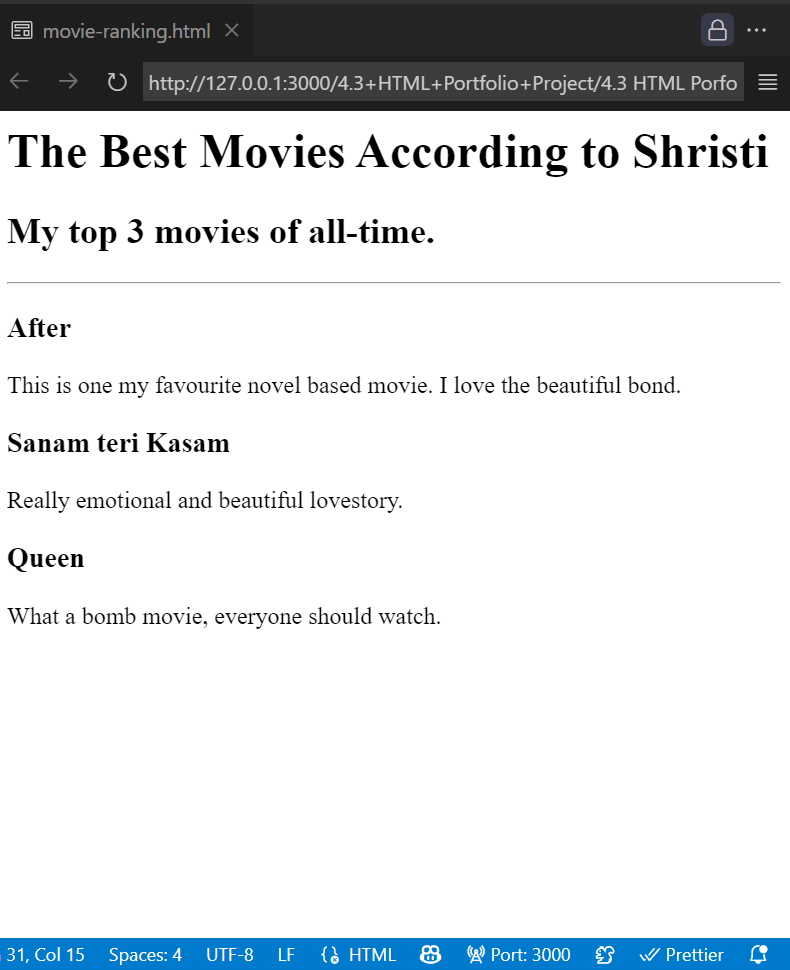 movie-ranking.html
http://127.0.0.1:3000/4.3+HTML+Portfolio+Project/4.3 HTML Porfo
The Best Movies According to Shristi
My top 3 movies of all-time.
After
This is one my favourite novel based movie. I love the beautiful bond.
Sanam teri Kasam
Really emotional and beautiful lovestory.
Queen
What a bomb movie, everyone should watch.
31, Col 15 Spaces: 4 UTF-8 LF HTML Port: 3000 Prettier